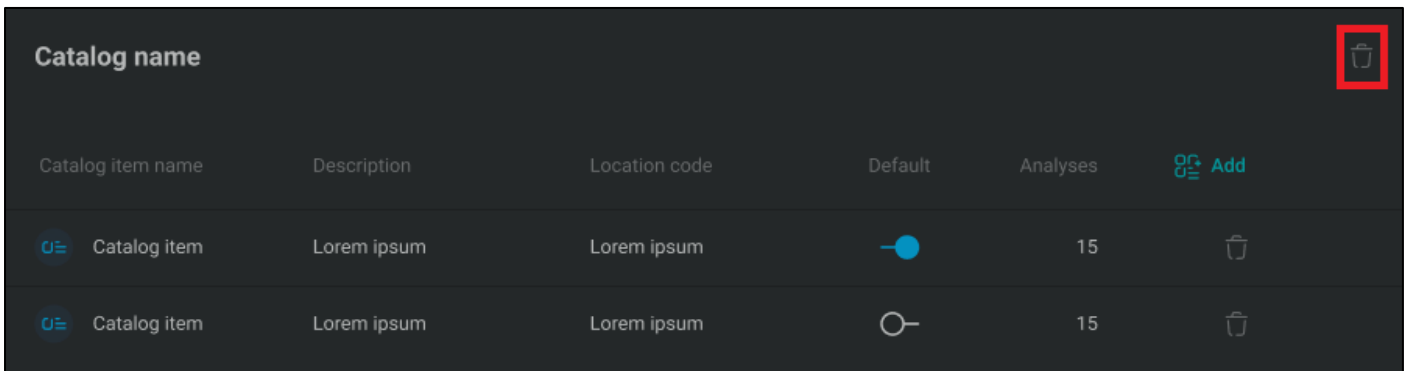 Catalog name
Catalog item name Description Location code Default Analyses Add
Catalog item Lorem ipsum Lorem ipsum 15
Catalog item Lorem ipsum Lorem ipsum 15